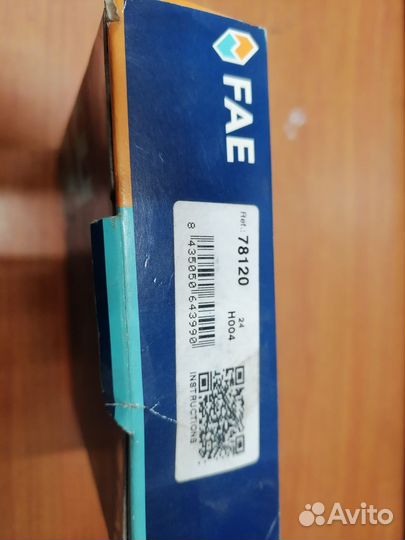 FAE
Ref.: 78120
8 435050 643990
24
H004
INSTRUCTIONS
Avito